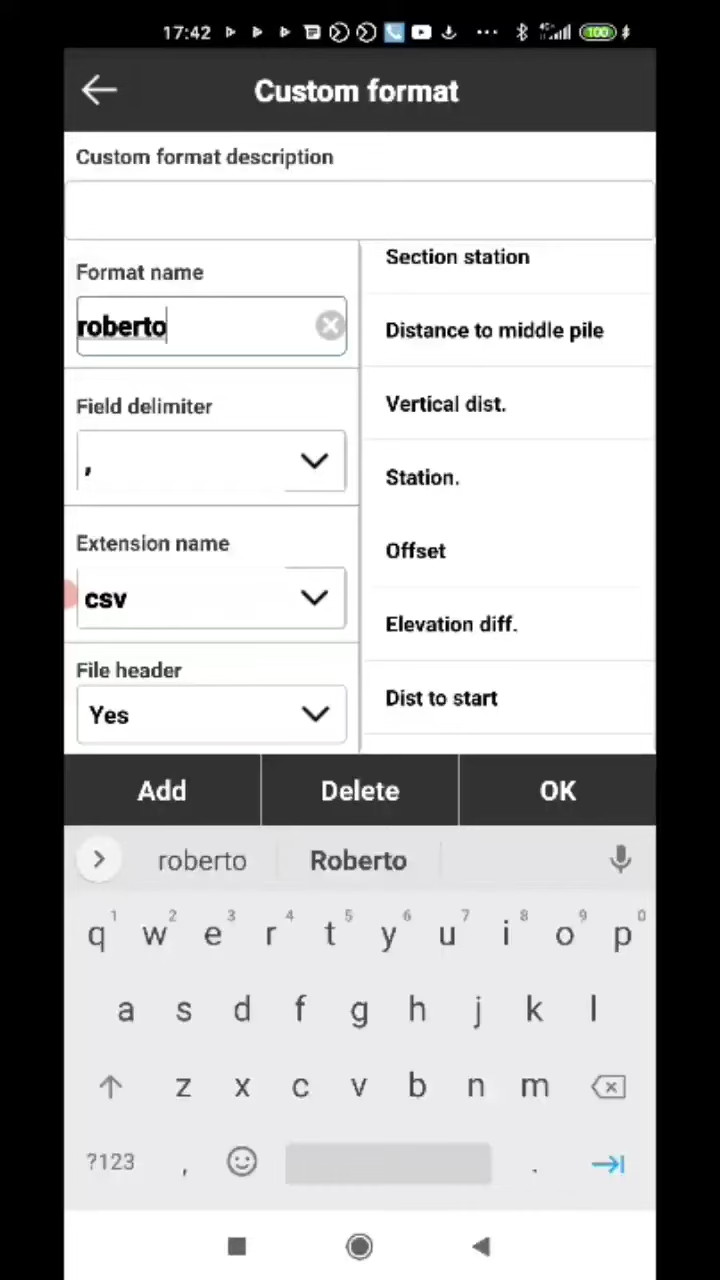 17:42
100
Custom format
Custom format description
Format name
roberto
Field delimiter
,
Extension name
csv
File header
Yes
Section station
Distance to middle pile
Vertical dist.
Station.
Offset
Elevation diff.
Dist to start
Add Delete OK
roberto Roberto
1 2 3 4 5 6 7 8 9 0
q w e r t y u i o p
a s d f g h j k l
z x c v b n m
?123 , .